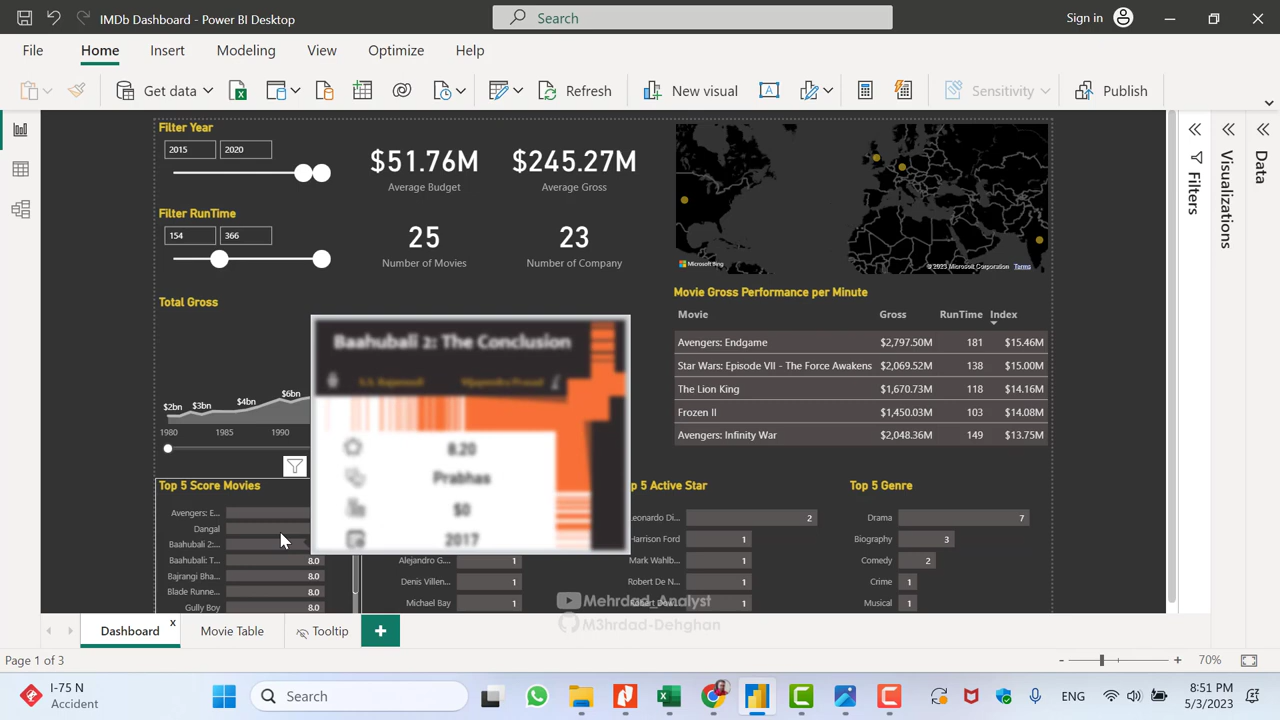 IMDb Dashboard - Power BI Desktop
Search
Sign in
File
Home
Insert
Modeling
View
Optimize
Help
Get data
Refresh
New visual
Sensitivity
Publish
Filter Year
2015
2020
$51.76M
Average Budget
$245.27M
Average Gross
Filter RunTime
154
366
25
Number of Movies
23
Number of Company
Microsoft Bing
© 2023 Microsoft Corporation Terms
Total Gross
$2bn
$3bn
$4bn
$6bn
1980
1985
1990
Baahubali 2: The Conclusion
S.S. Rajamouli
Vijayendra Prasad
8.20
Prabhas
$0
2017
Movie Gross Performance per Minute
Movie Gross RunTime Index
Avengers: Endgame $2,797.50M 181 $15.46M
Star Wars: Episode VII - The Force Awakens $2,069.52M 138 $15.00M
The Lion King $1,670.73M 118 $14.16M
Frozen II $1,450.03M 103 $14.08M
Avengers: Infinity War $2,048.36M 149 $13.75M
Top 5 Score Movies
Avengers: E...
Dangal
Baahubali 2:...
Baahubali: T... 8.0
Bajrangi Bha... 8.0
Blade Runne... 8.0
Gully Boy 8.0
Alejandro G... 1
Denis Villen... 1
Michael Bay 1
p 5 Active Star
Leonardo Di... 2
Harrison Ford 1
Mark Wahlb... 1
Robert De N... 1
1
Top 5 Genre
Drama 7
Biography 3
Comedy 2
Crime 1
Musical 1
Mehrdad-Analyst
M3hrdad-Dehghan
Filters
Visualizations
Data
Dashboard
Movie Table
Tooltip
Page 1 of 3
70%
I-75 N
Accident
Search
ENG
8:51 PM
5/3/2023